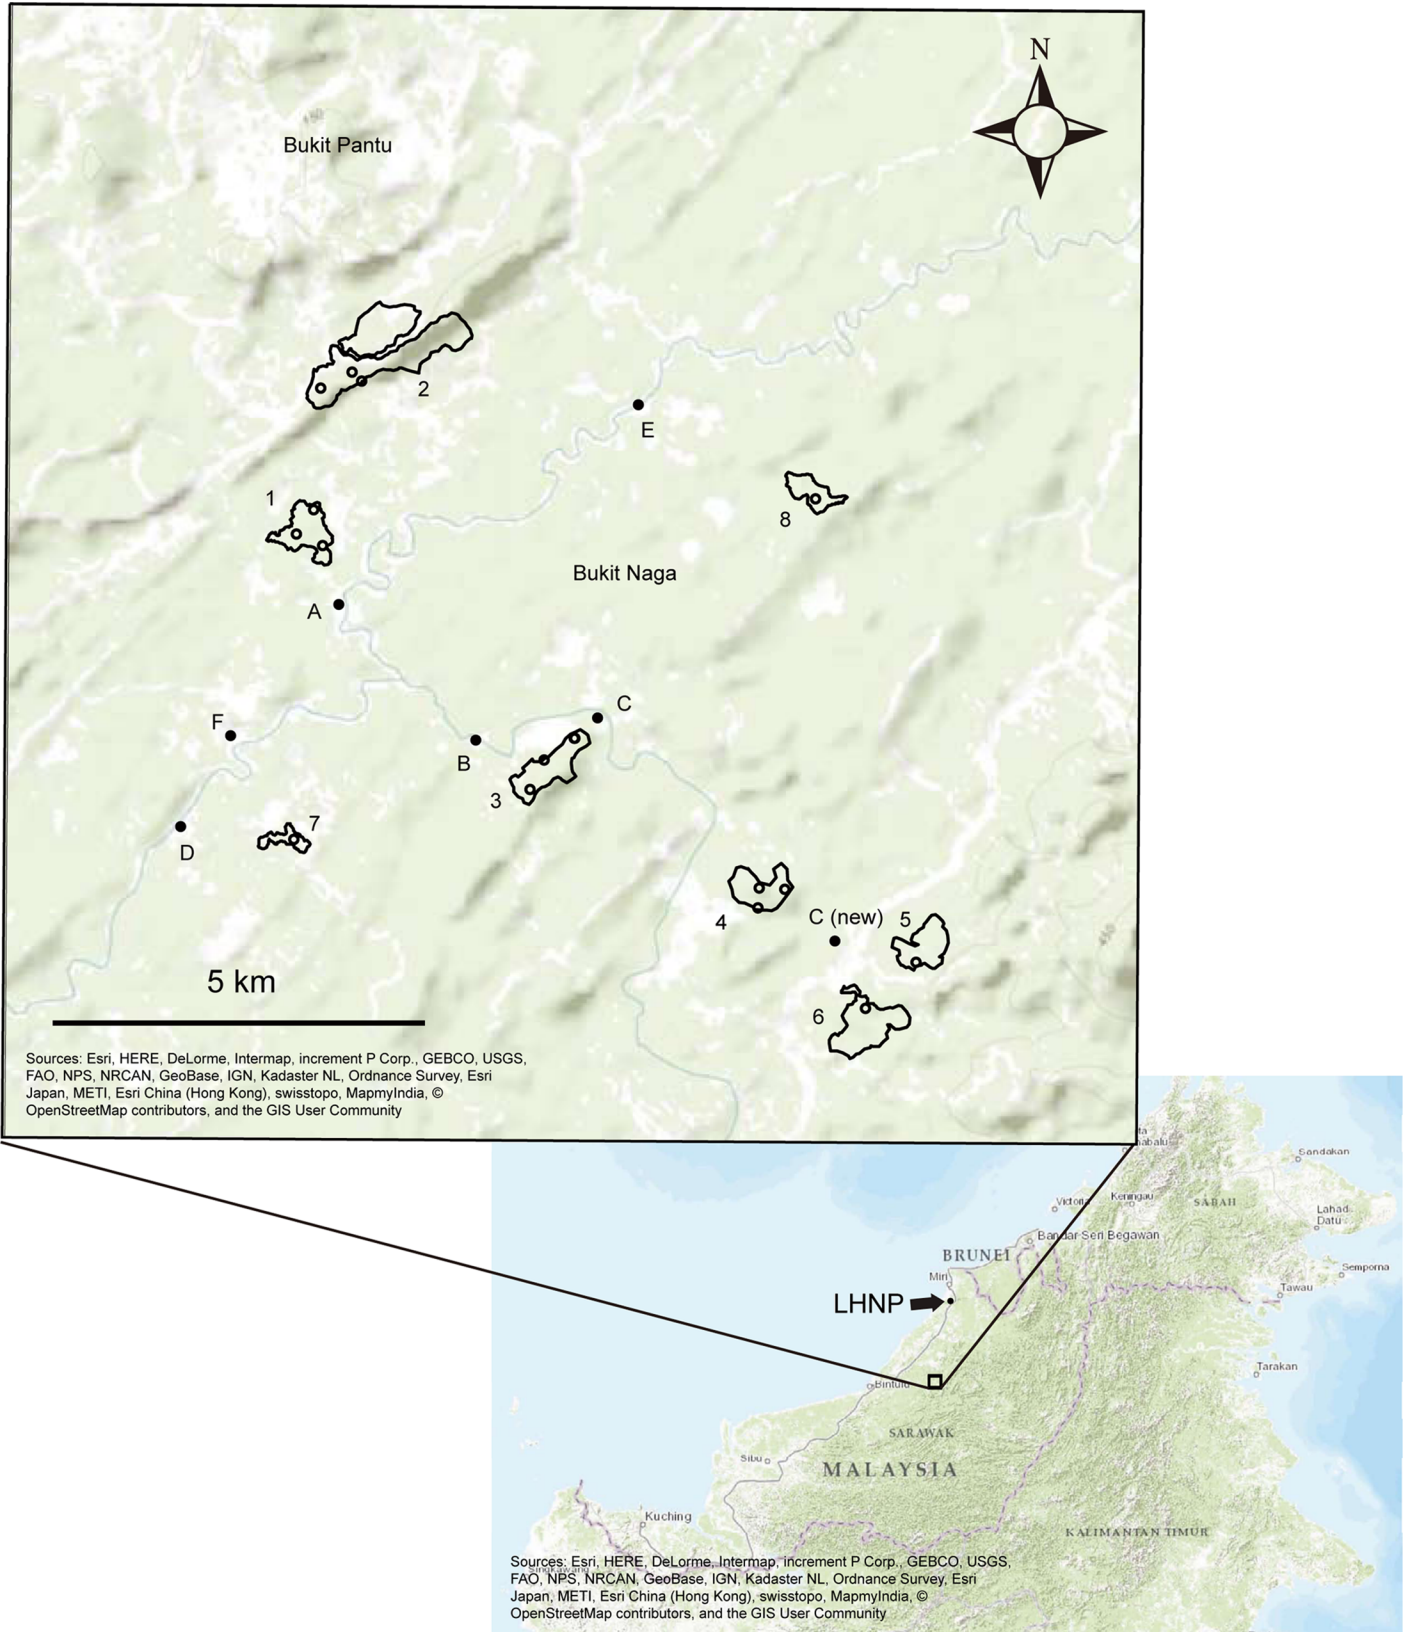 N
Bukit Pantu
2
E
1
8
Bukit Naga
A
C
F
B
3
7
D
4
C (new)
5
6
5 km
Sources: Esri, HERE, DeLorme, Intermap, increment P Corp., GEBCO, USGS,
FAO, NPS, NRCAN, GeoBase, IGN, Kadaster NL, Ordnance Survey, Esri
Japan, METI, Esri China (Hong Kong), swisstopo, MapmyIndia, ©
OpenStreetMap contributors, and the GIS User Community
Sandakan
Victoria
Keningau
SABAH
Lahad
Datu
Bandar Seri Begawan
BRUNEI
Semporna
Miri
Tawau
LHNP
Tarakan
Bintulu
SARAWAK
Sibu
MALAYSIA
Kuching
KALIMANTAN TIMUR
Singkawang
Sources: Esri, HERE, DeLorme, Intermap, increment P Corp., GEBCO, USGS,
FAO, NPS, NRCAN, GeoBase, IGN, Kadaster NL, Ordnance Survey, Esri
Japan, METI, Esri China (Hong Kong), swisstopo, MapmyIndia, ©
OpenStreetMap contributors, and the GIS User Community